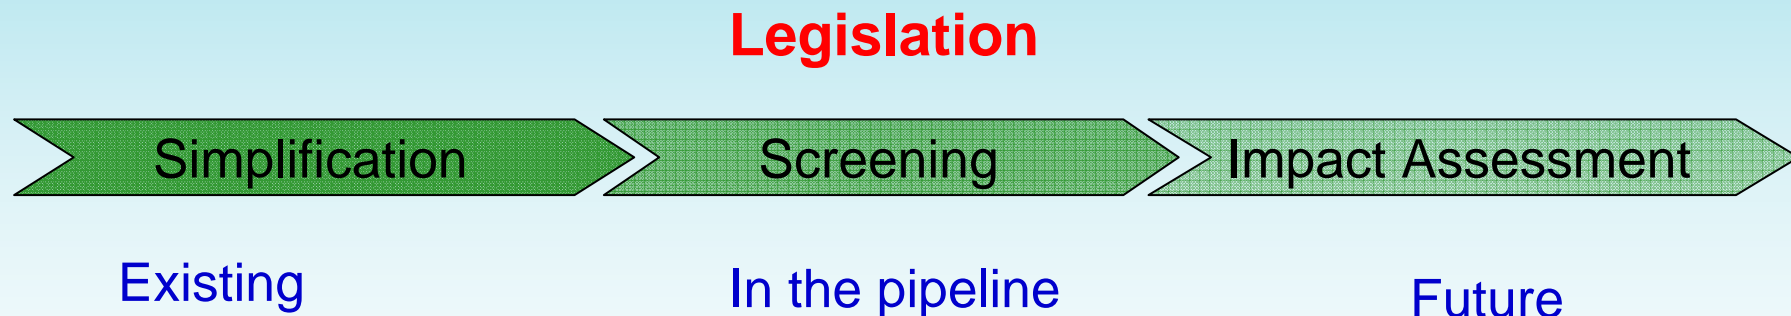 Legislation
Simplification
Screening
Impact Assessment
Existing
In the pipeline
Future